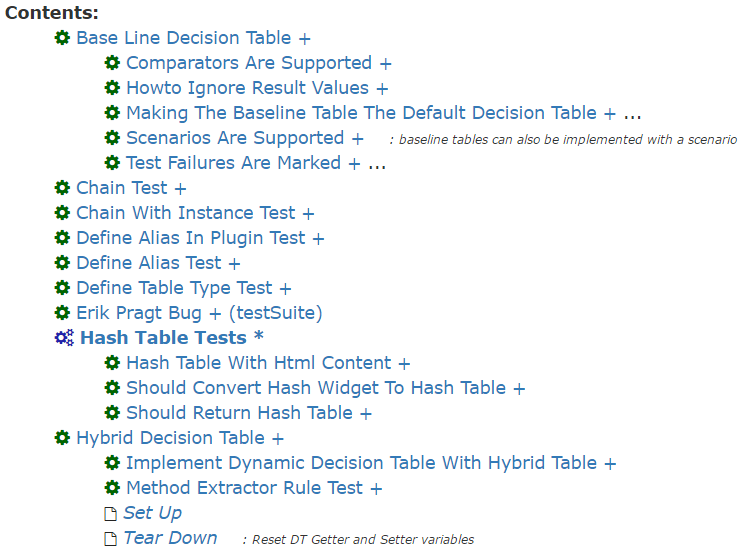 Contents:
Base Line Decision Table +
Comparators Are Supported +
Howto Ignore Result Values +
Making The Baseline Table The Default Decision Table + ...
Scenarios Are Supported + : baseline tables can also be implemented with a scenario
Test Failures Are Marked + ...
Chain Test +
Chain With Instance Test +
Define Alias In Plugin Test +
Define Alias Test +
Define Table Type Test +
Erik Pragt Bug + (testSuite)
Hash Table Tests *
Hash Table With Html Content +
Should Convert Hash Widget To Hash Table +
Should Return Hash Table +
Hybrid Decision Table +
Implement Dynamic Decision Table With Hybrid Table +
Method Extractor Rule Test +
Set Up
Tear Down : Reset DT Getter and Setter variables